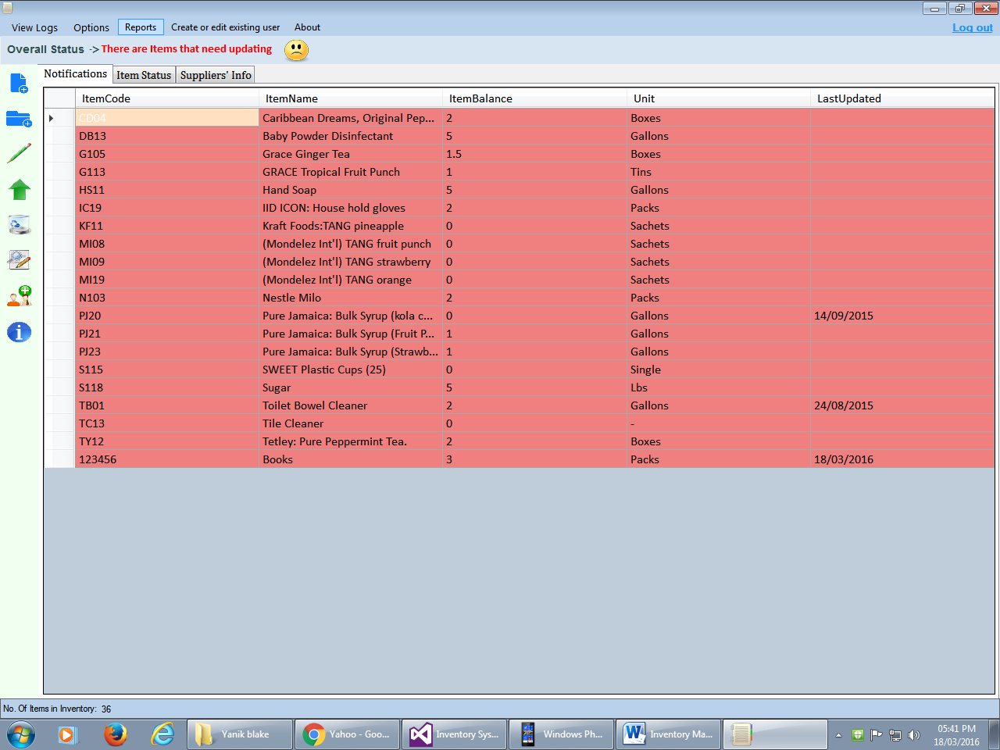 View Logs Options Reports Create or edit existing user About Log out
Overall Status -> There are Items that need updating
Notifications Item Status Suppliers' Info
ItemCode ItemName ItemBalance Unit LastUpdated
CD04 Caribbean Dreams, Original Pep... 2 Boxes
DB13 Baby Powder Disinfectant 5 Gallons
G105 Grace Ginger Tea 1.5 Boxes
G113 GRACE Tropical Fruit Punch 1 Tins
HS11 Hand Soap 5 Gallons
IC19 IID ICON: House hold gloves 2 Packs
KF11 Kraft Foods:TANG pineapple 0 Sachets
MI08 (Mondelez Int'l) TANG fruit punch 0 Sachets
MI09 (Mondelez Int'l) TANG strawberry 0 Sachets
MI19 (Mondelez Int'l) TANG orange 0 Sachets
N103 Nestle Milo 2 Packs
PJ20 Pure Jamaica: Bulk Syrup (kola c... 0 Gallons 14/09/2015
PJ21 Pure Jamaica: Bulk Syrup (Fruit P... 1 Gallons
PJ23 Pure Jamaica: Bulk Syrup (Strawb... 1 Gallons
S115 SWEET Plastic Cups (25) 0 Single
S118 Sugar 5 Lbs
TB01 Toilet Bowel Cleaner 2 Gallons 24/08/2015
TC13 Tile Cleaner 0 -
TY12 Tetley: Pure Peppermint Tea. 2 Boxes
123456 Books 3 Packs 18/03/2016
No. Of Items in Inventory: 36
Yanik blake Yahoo - Goo... Inventory Sys... Windows Ph... Inventory Ma... 05:41 PM
18/03/2016